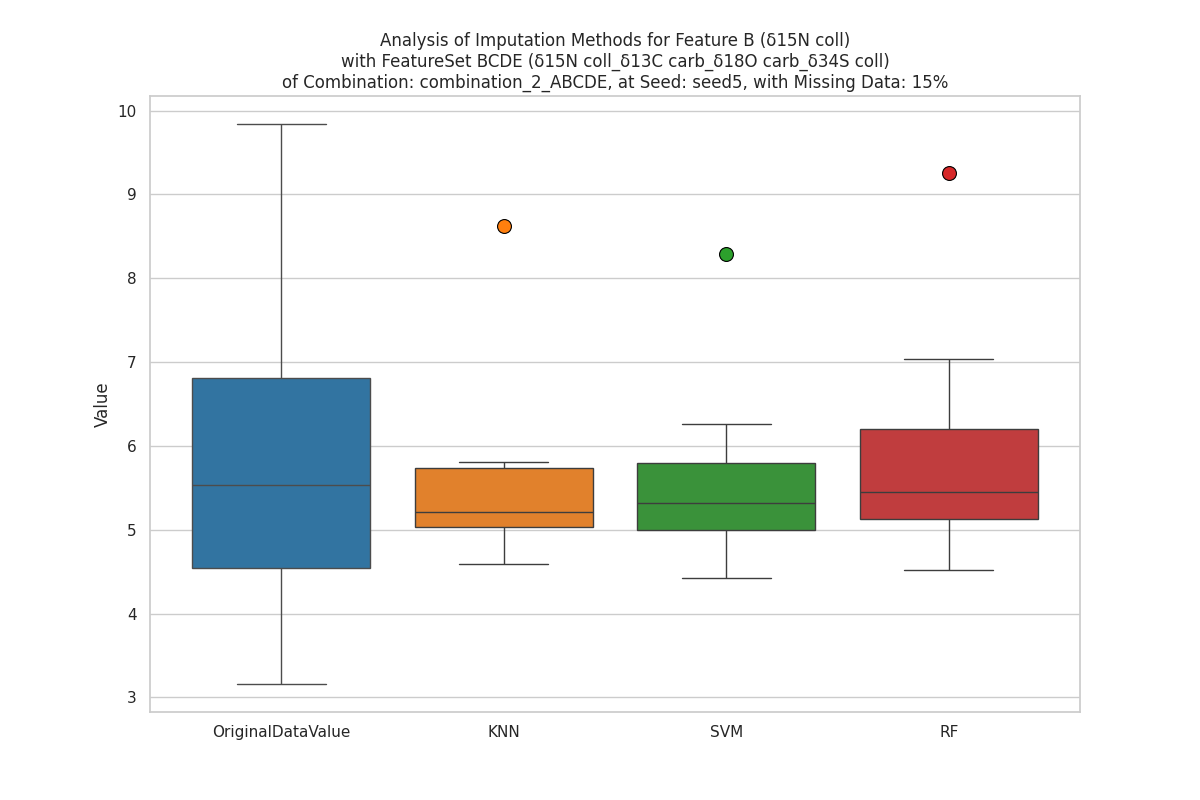 Analysis of Imputation Methods for Feature B (δ15N coll)
with FeatureSet BCDE (δ15N coll_δ13C carb_δ18O carb_δ34S coll)
of Combination: combination_2_ABCDE, at Seed: seed5, with Missing Data: 15%
10
9
8
7
6
5
4
3
Value
OriginalDataValue
KNN
SVM
RF